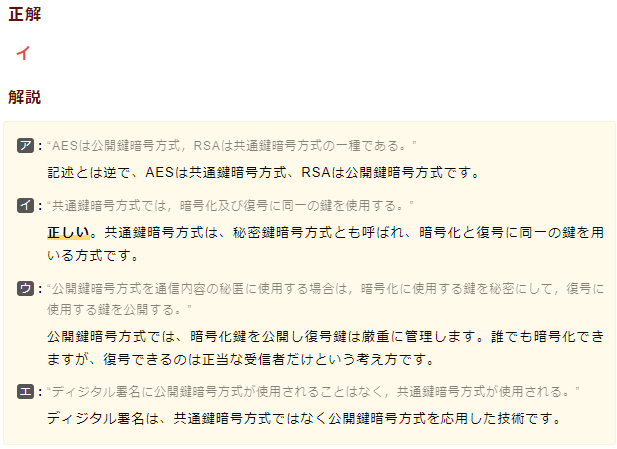 正解
イ
解説
ア：“AESは公開鍵暗号方式，RSAは共通鍵暗号方式の一種である。”
記述とは逆で、AESは共通鍵暗号方式、RSAは公開鍵暗号方式です。
イ：“共通鍵暗号方式では，暗号化及び復号に同一の鍵を使用する。”
正しい。共通鍵暗号方式は、秘密鍵暗号方式とも呼ばれ、暗号化と復号に同一の鍵を用
いる方式です。
ウ：“公開鍵暗号方式を通信内容の秘匿に使用する場合は，暗号化に使用する鍵を秘密にして，復号に
使用する鍵を公開する。”
公開鍵暗号方式では、暗号化鍵を公開し復号鍵は厳重に管理します。誰でも暗号化でき
ますが、復号できるのは正当な受信者だけという考え方です。
エ：“ディジタル署名に公開鍵暗号方式が使用されることはなく，共通鍵暗号方式が使用される。”
ディジタル署名は、共通鍵暗号方式ではなく公開鍵暗号方式を応用した技術です。